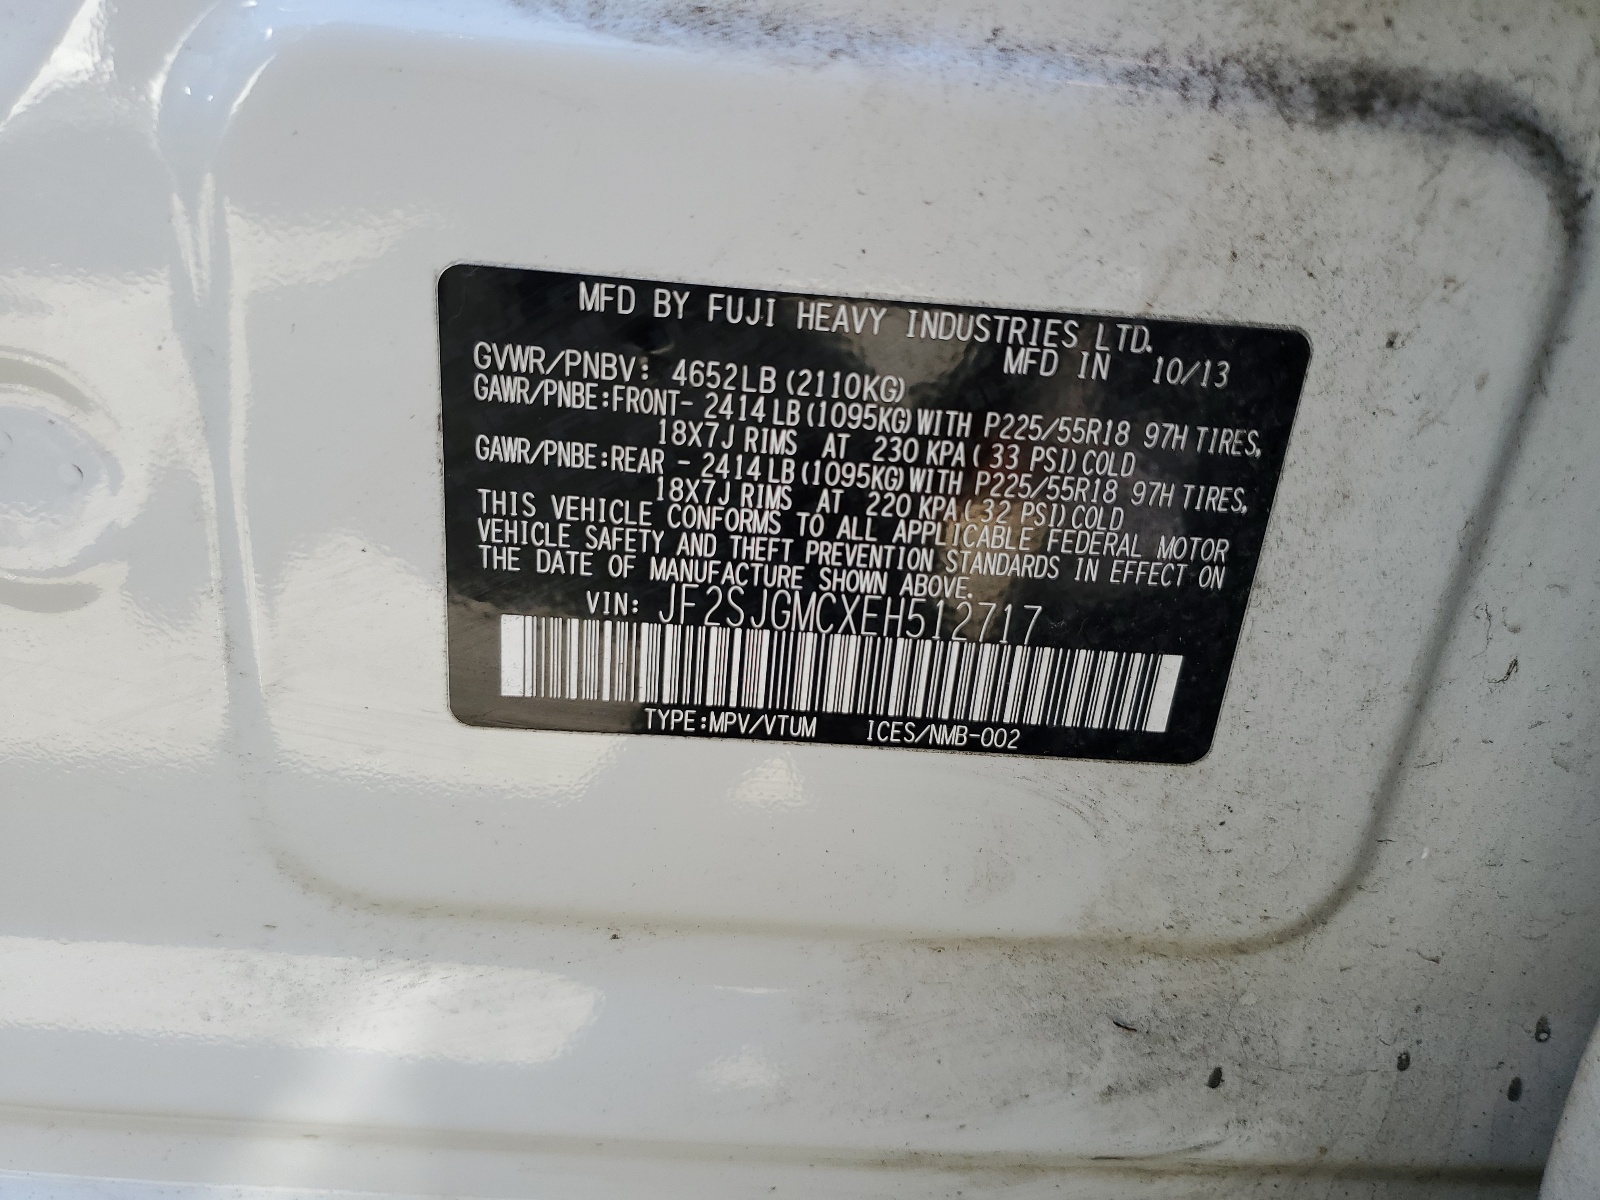 MFD BY FUJI HEAVY INDUSTRIES LTD.
MFD IN 10/13
GVWR/PNBV: 4652LB (2110KG)
GAWR/PNBE:FRONT- 2414LB (1095KG) WITH P225/55R18 97H TIRES,
18X7J RIMS AT 230 KPA ( 33 PSI) COLD
GAWR/PNBE:REAR - 2414LB (1095KG) WITH P225/55R18 97H TIRES,
18X7J RIMS AT 220 KPA ( 32 PSI) COLD
THIS VEHICLE CONFORMS TO ALL APPLICABLE FEDERAL MOTOR
VEHICLE SAFETY AND THEFT PREVENTION STANDARDS IN EFFECT ON
THE DATE OF MANUFACTURE SHOWN ABOVE.
VIN: JF2SJGMCXEH512717
TYPE:MPV/VTUM ICES/NMB-002